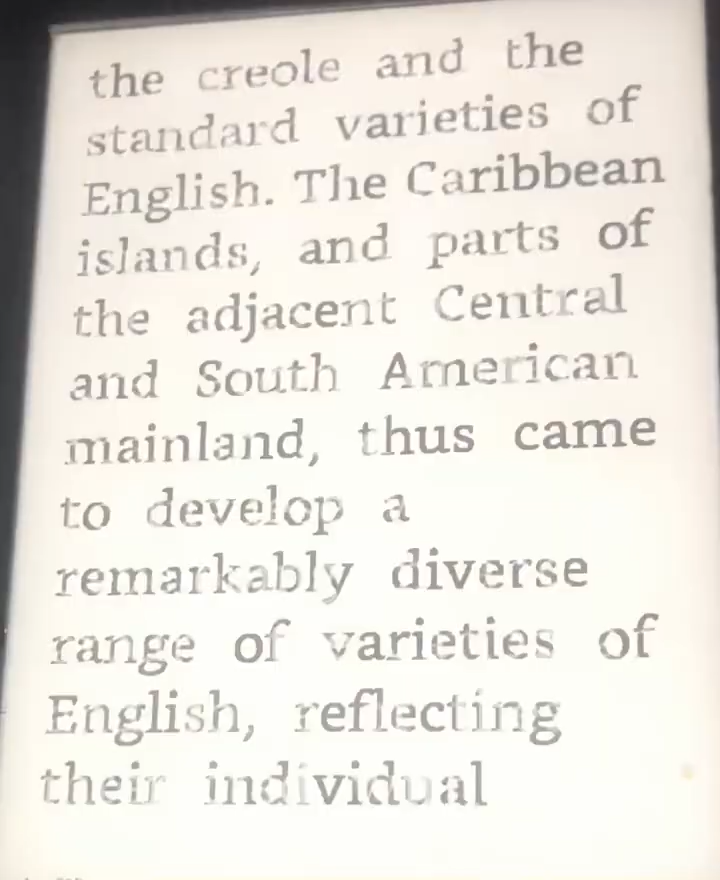 the creole and the
standard varieties of
English. The Caribbean
islands, and parts of
the adjacent Central
and South American
mainland, thus came
to develop a
remarkably diverse
range of varieties of
English, reflecting
their individual